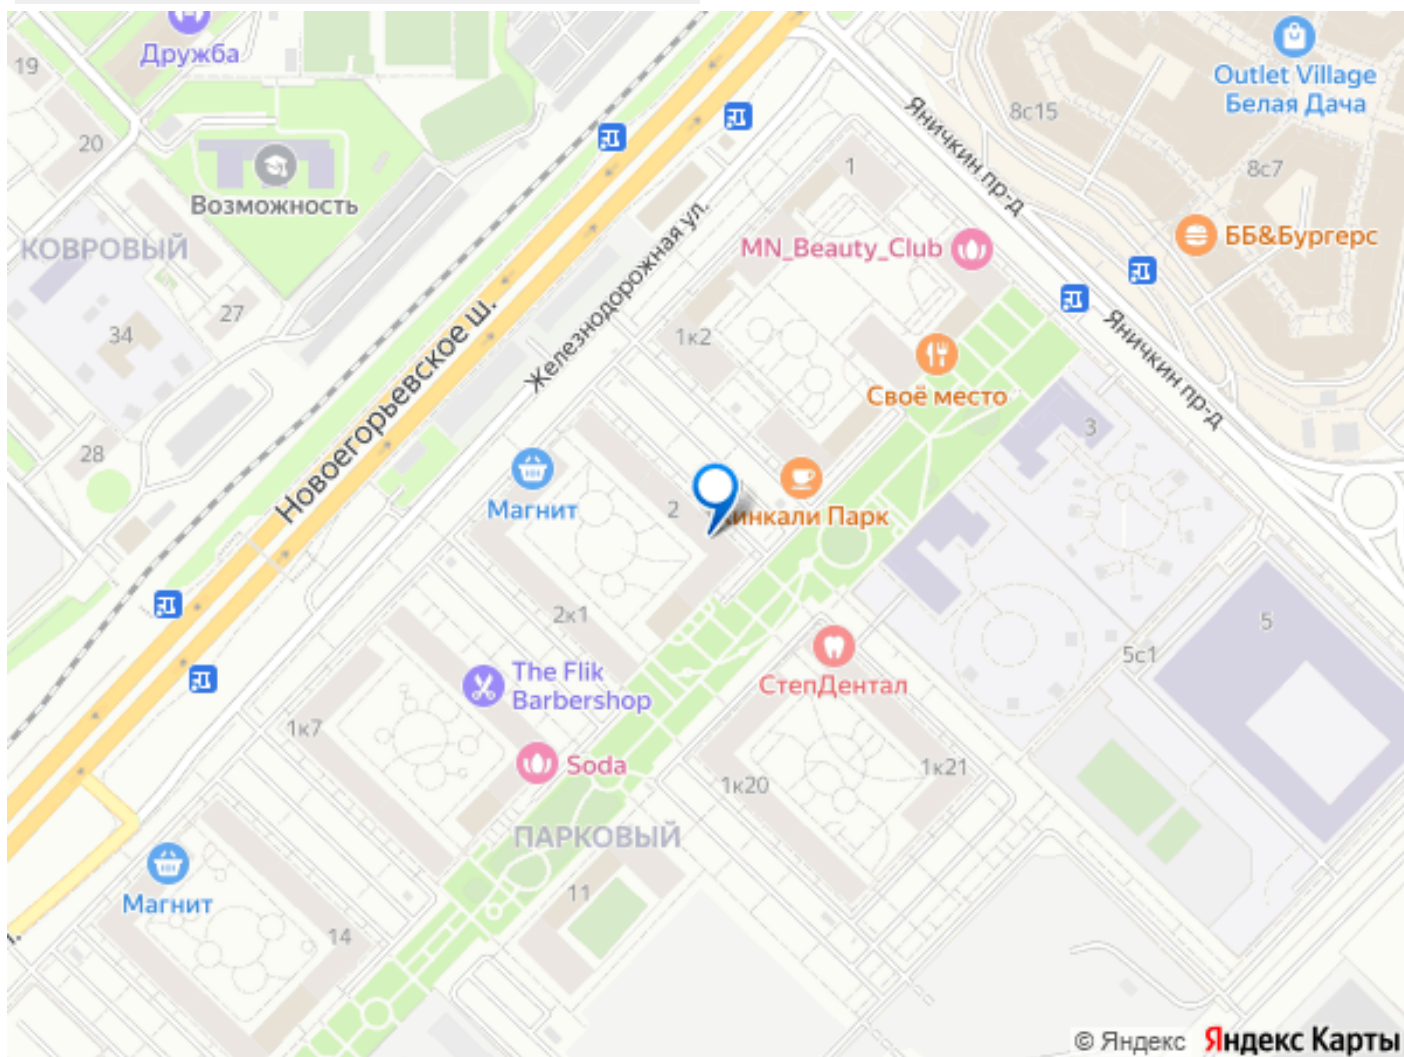 Дружба
19
20
Возможность
КОВРОВЫЙ
27
34
28
Новоегорьевское ш.
Железнодорожная ул.
Outlet Village
Белая Дача
8с15
8с7
Яничкин пр-д
ББ&Бургерс
1
MN_Beauty_Club
1к2
Своё место
Яничкин пр-д
3
Магнит
2
инкали Парк
2к1
5
5с1
СтепДентал
The Flik
Barbershop
1к7
Soda
1к20
1к21
ПАРКОВЫЙ
11
Магнит
14
© Яндекс Яндекс Карты